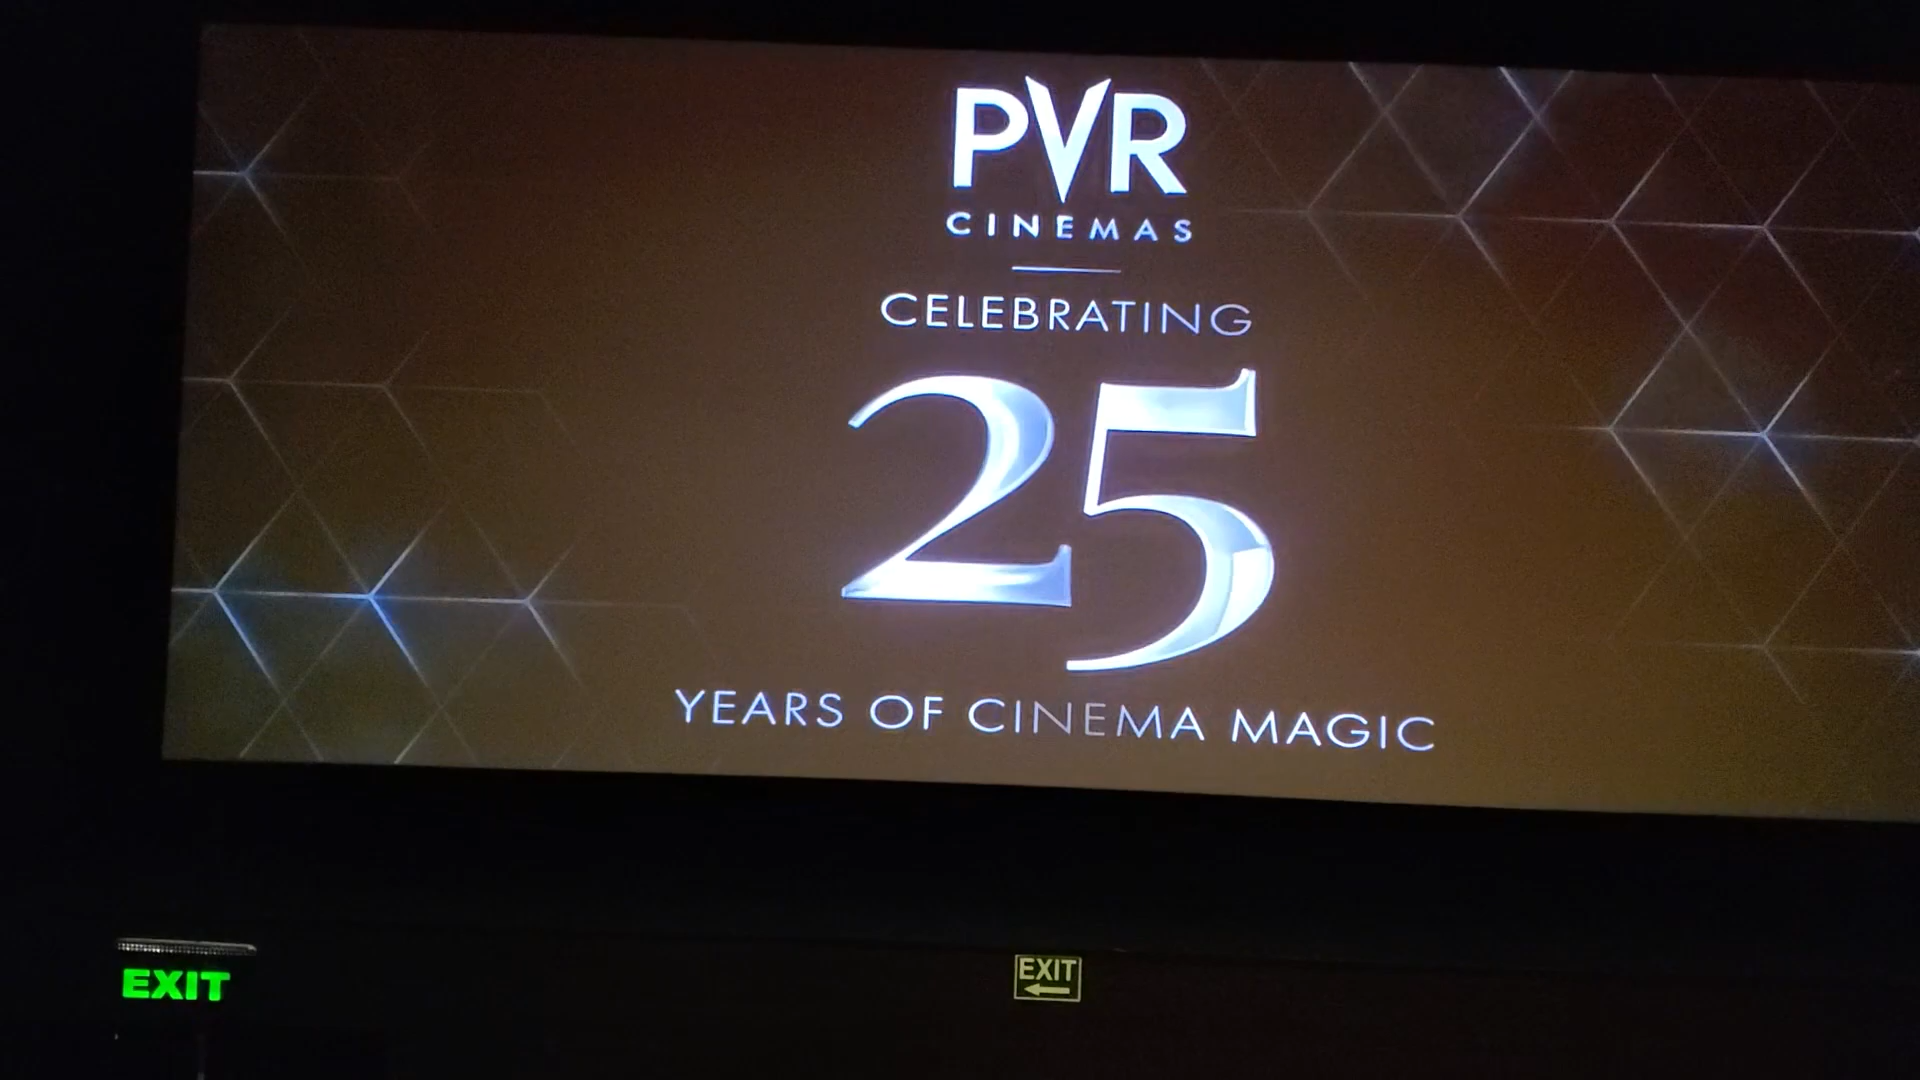 PVR
CINEMAS
CELEBRATING
25
YEARS OF CINEMA MAGIC
EXIT
EXIT